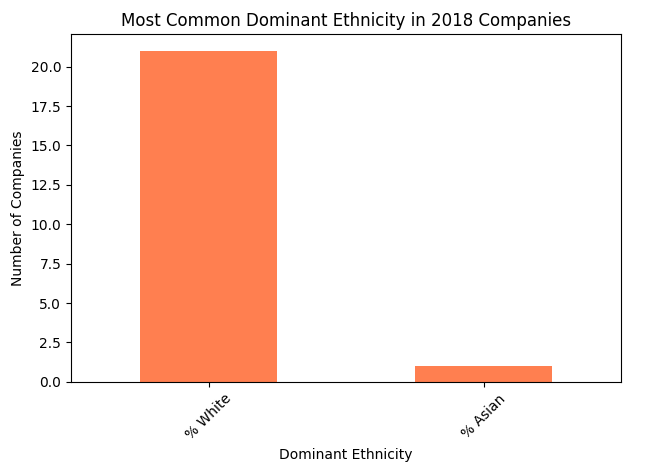 Most Common Dominant Ethnicity in 2018 Companies
Number of Companies
20.0
17.5
15.0
12.5
10.0
7.5
5.0
2.5
0.0
% White
% Asian
Dominant Ethnicity